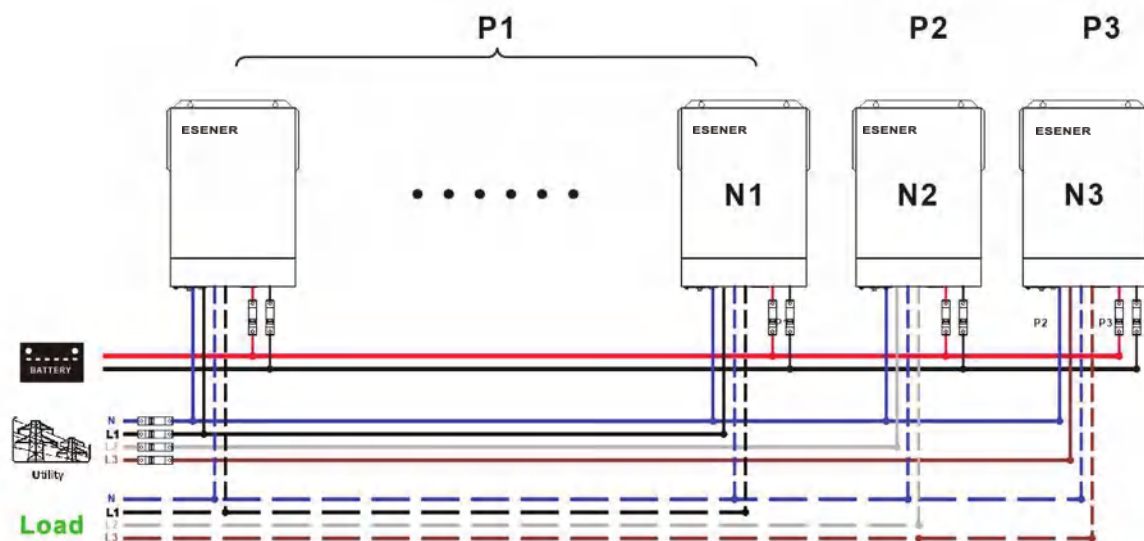 P1 P2 P3
ESENER ESENER ESENER ESENER
N1 N2 N3
P1 P2 P3
BATTERY
N
L1
L2
L3
Utility
N
L1
L2
L3
Load